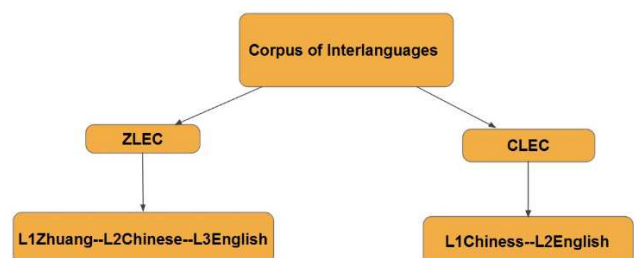 Corpus of Interlanguages
ZLEC
CLEC
L1Zhuang--L2Chinese--L3English
L1Chiness--L2English